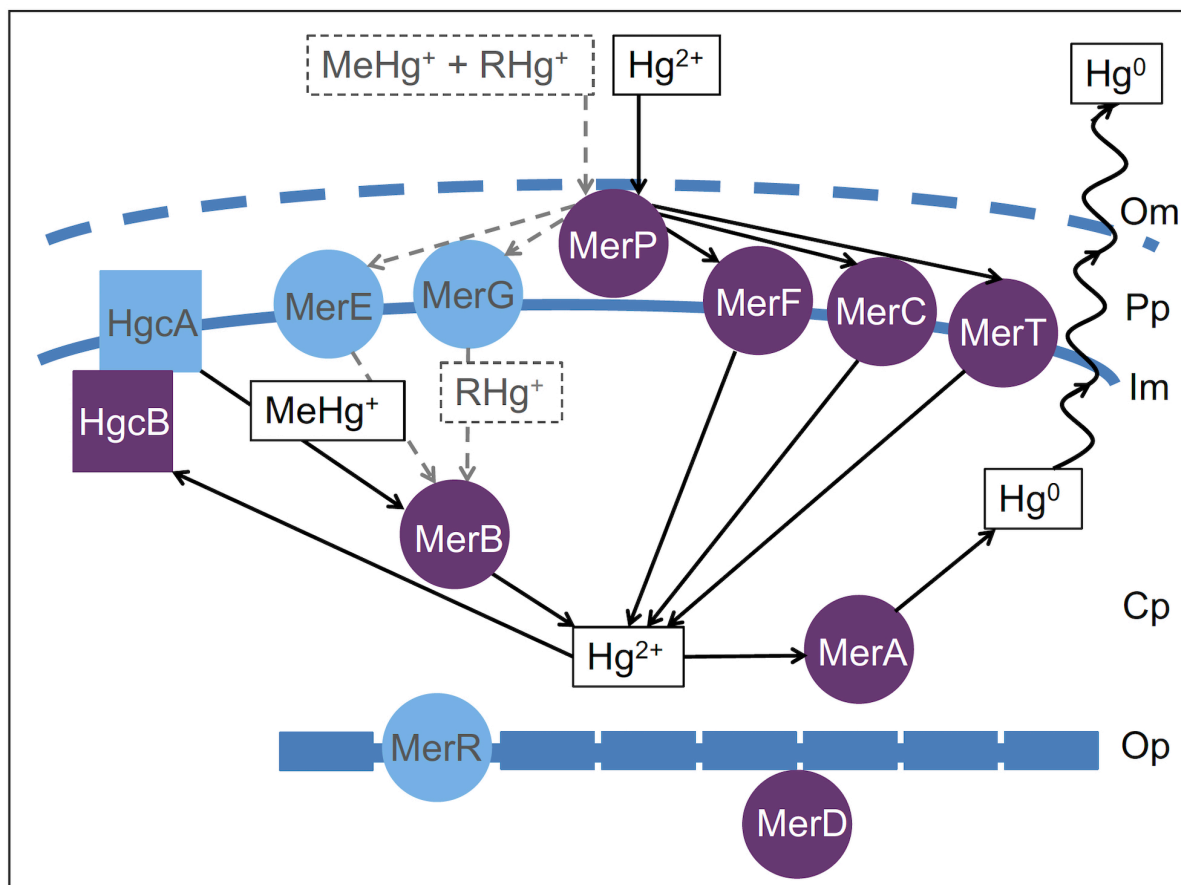 MeHg⁺ + RHg⁺
Hg²⁺
Hg⁰
Om
MerP
MerE
MerG
MerF
MerC
MerT
HgcA
Pp
Im
HgcB
MeHg⁺
RHg⁺
Hg⁰
MerB
Cp
Hg²⁺
MerA
MerR
Op
MerD